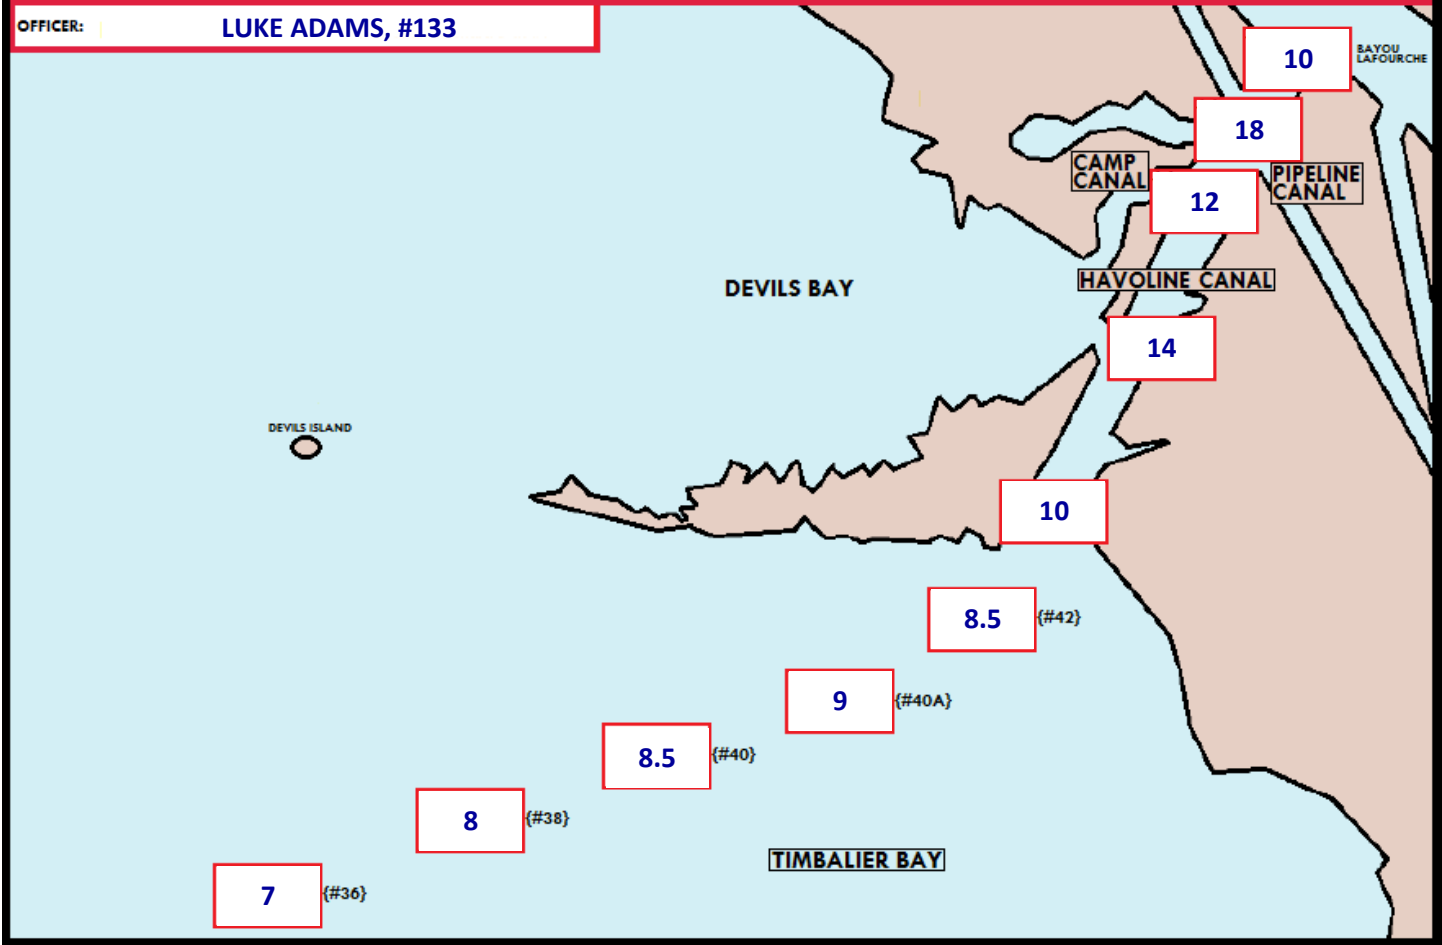 OFFICER: LUKE ADAMS, #133
10
BAYOU
LAFOURCHE
18
CAMP
CANAL
PIPELINE
CANAL
12
DEVILS BAY
HAVOLINE CANAL
14
DEVILS ISLAND
10
8.5 {#42}
9 {#40A}
8.5 {#40}
8 {#38}
TIMBALIER BAY
7 {#36}